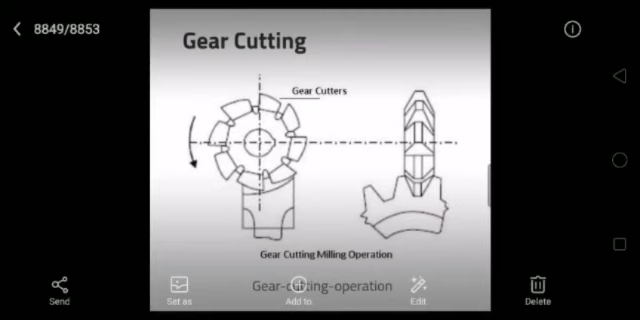 8849/8853
Gear Cutting
Gear Cutters
Gear Cutting Milling Operation
Gear-cutting-operation
Send
Set as
Add to
Edit
Delete